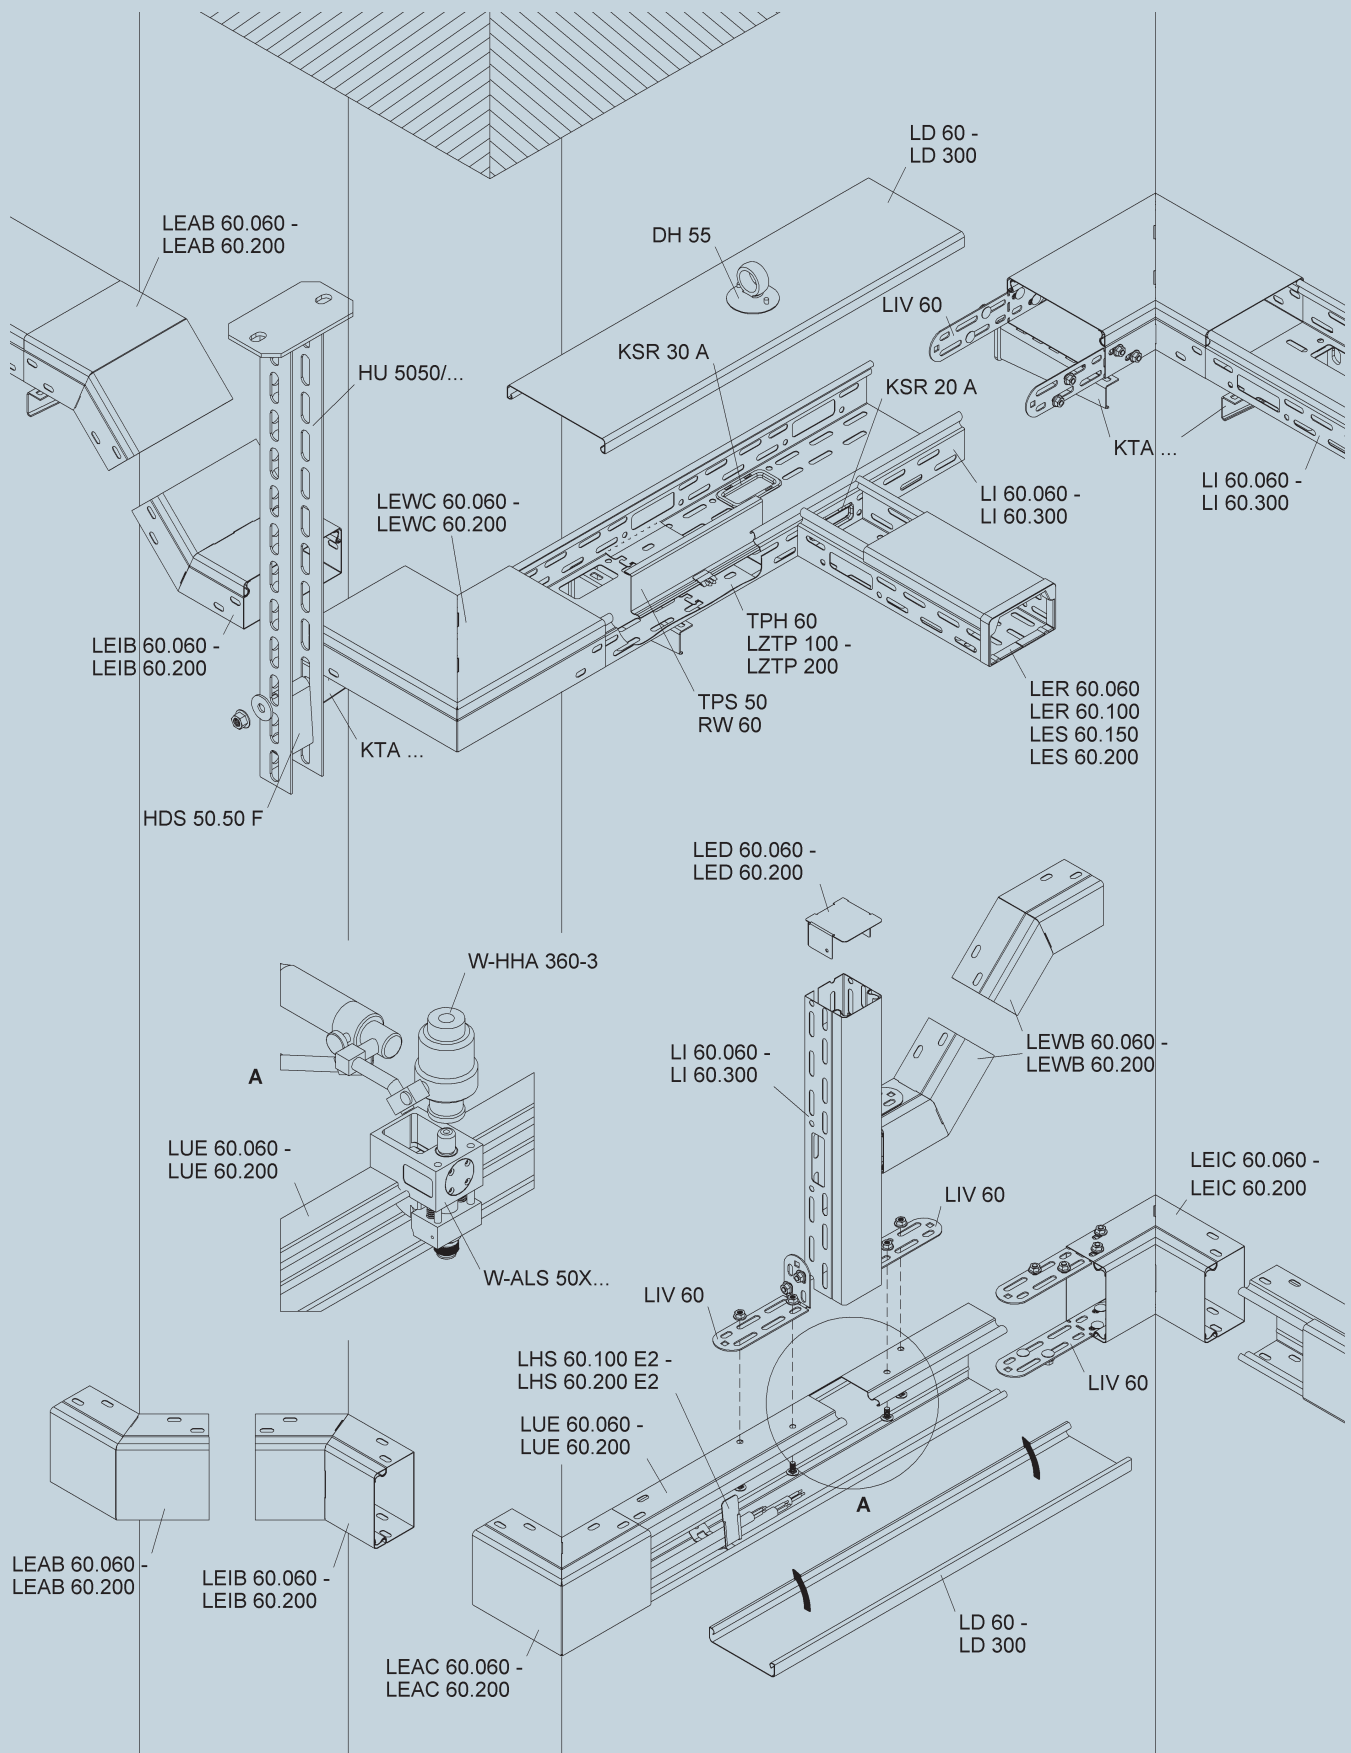 LD 60 -
LD 300
LEAB 60.060 -
LEAB 60.200
DH 55
LIV 60
KSR 30 A
HU 5050/...
KSR 20 A
KTA ...
LI 60.060 -
LI 60.300
LEWC 60.060 -
LEWC 60.200
LI 60.060 -
LI 60.300
LEIB 60.060 -
LEIB 60.200
TPH 60
LZTP 100 -
LZTP 200
TPS 50
RW 60
LER 60.060
LER 60.100
LES 60.150
LES 60.200
KTA ...
HDS 50.50 F
LED 60.060 -
LED 60.200
W-HHA 360-3
A
LI 60.060 -
LI 60.300
LEWB 60.060 -
LEWB 60.200
LUE 60.060 -
LUE 60.200
LEIC 60.060 -
LEIC 60.200
LIV 60
W-ALS 50X...
LIV 60
LHS 60.100 E2 -
LHS 60.200 E2
LIV 60
LUE 60.060 -
LUE 60.200
A
LEAB 60.060 -
LEAB 60.200
LEIB 60.060 -
LEIB 60.200
LD 60 -
LD 300
LEAC 60.060 -
LEAC 60.200